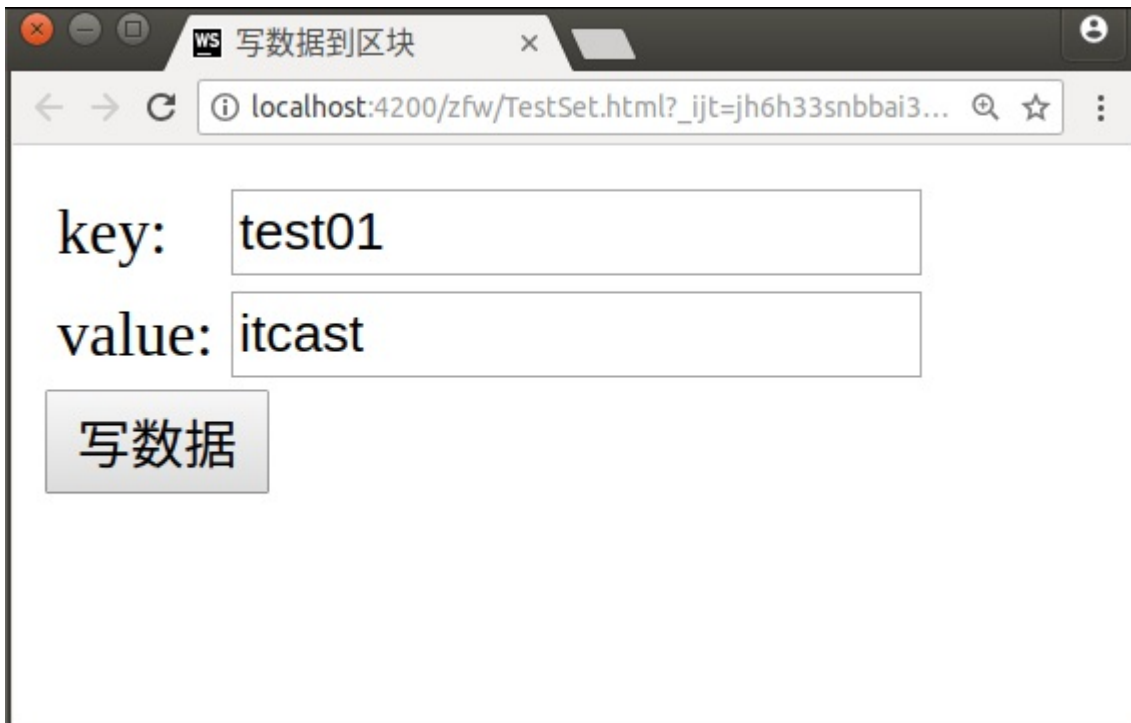 WS 写数据到区块
localhost:4200/zfw/TestSet.html?_ijt=jh6h33snbbai3...
key: test01
value: itcast
写数据